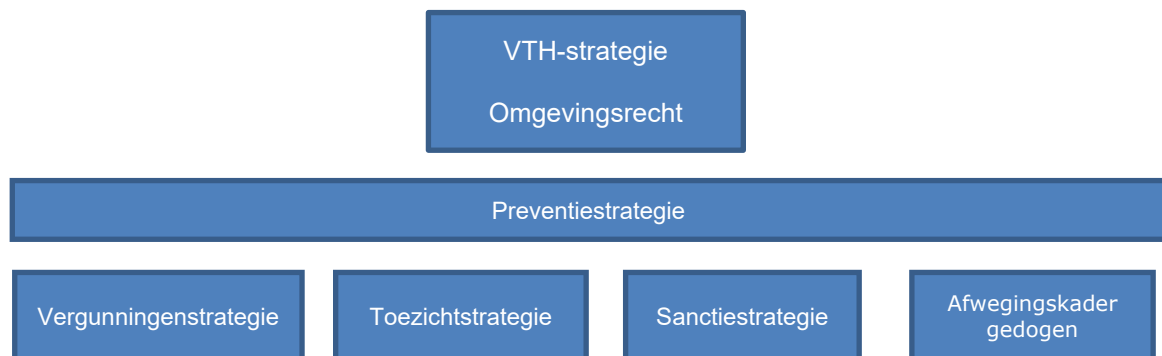 VTH-strategie
Omgevingsrecht
Preventiestrategie
Vergunningenstrategie
Toezichtstrategie
Sanctiestrategie
Afwegingskader
gedogen